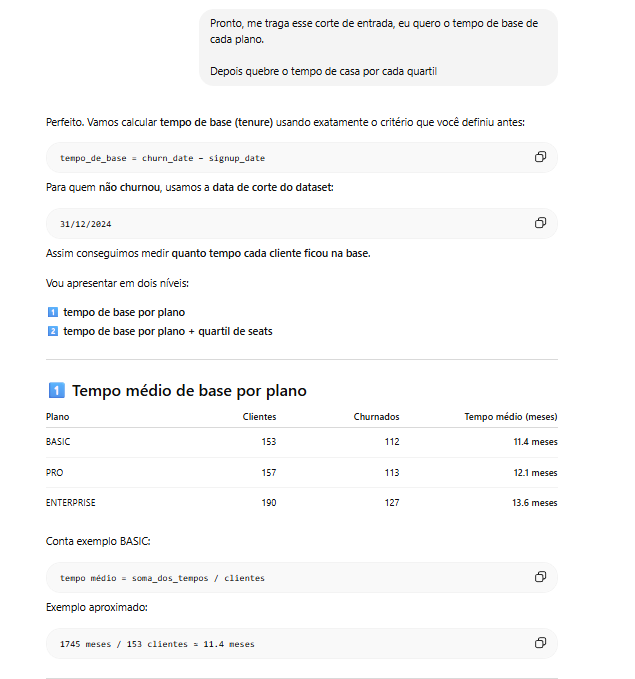 Pronto, me traga esse corte de entrada, eu quero o tempo de base de
cada plano.
Depois quebre o tempo de casa por cada quartil
Perfeito. Vamos calcular tempo de base (tenure) usando exatamente o critério que você definiu antes:
tempo_de_base = churn_date - signup_date
Para quem não churnou, usamos a data de corte do dataset:
31/12/2024
Assim conseguimos medir quanto tempo cada cliente ficou na base.
Vou apresentar em dois níveis:
1 tempo de base por plano
2 tempo de base por plano + quartil de seats
1 Tempo médio de base por plano
Plano Clientes Churnados Tempo médio (meses)
BASIC 153 112 11.4 meses
PRO 157 113 12.1 meses
ENTERPRISE 190 127 13.6 meses
Conta exemplo BASIC:
tempo médio = soma_dos_tempos / clientes
Exemplo aproximado:
1745 meses / 153 clientes ≈ 11.4 meses